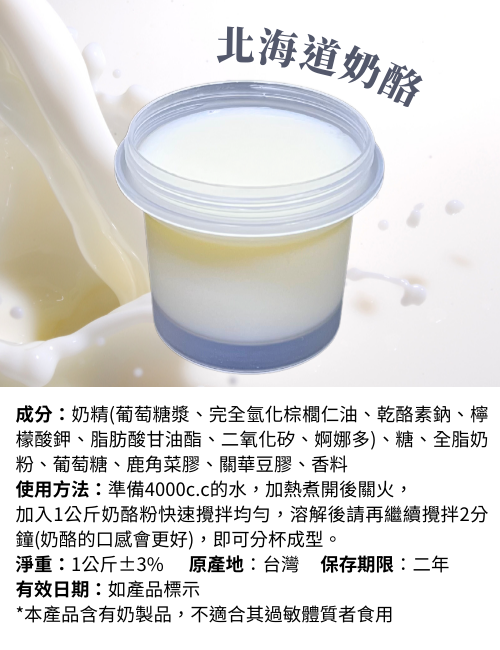 北海道奶酪
成分：奶精(葡萄糖漿、完全氫化棕櫚仁油、乾酪素鈉、檸
檬酸鉀、脂肪酸甘油酯、二氧化矽、婀娜多)、糖、全脂奶
粉、葡萄糖、鹿角菜膠、關華豆膠、香料
使用方法：準備4000c.c的水，加熱煮開後關火，
加入1公斤奶酪粉快速攪拌均勻，溶解後請再繼續攪拌2分
鐘(奶酪的口感會更好)，即可分杯成型。
淨重：1公斤±3%　原產地：台灣　保存期限：二年
有效日期：如產品標示
*本產品含有奶製品，不適合其過敏體質者食用